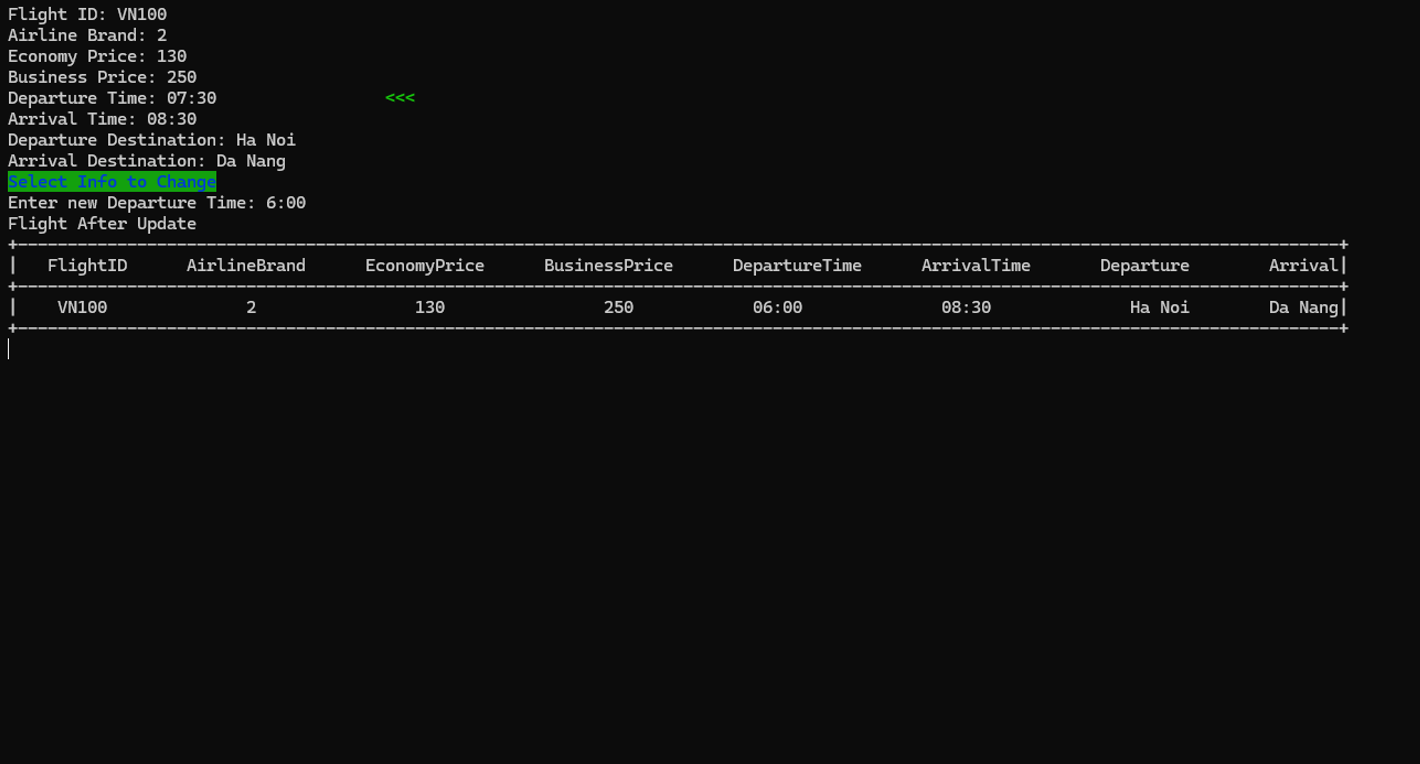 Flight ID: VN100
Airline Brand: 2
Economy Price: 130
Business Price: 250
Departure Time: 07:30 <<<
Arrival Time: 08:30
Departure Destination: Ha Noi
Arrival Destination: Da Nang
Select Info to Change
Enter new Departure Time: 6:00
Flight After Update
| FlightID AirlineBrand EconomyPrice BusinessPrice DepartureTime ArrivalTime Departure Arrival|
| VN100 2 130 250 06:00 08:30 Ha Noi Da Nang|